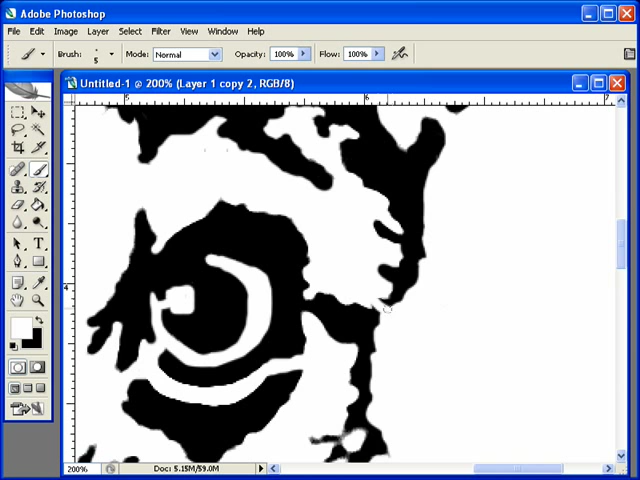 Adobe Photoshop
File Edit Image Layer Select Filter View Window Help
Brush: 5 Mode: Normal Opacity: 100% Flow: 100%
Untitled-1 @ 200% (Layer 1 copy 2, RGB/8)
5 6 7
4
T
200% Doc: 5.15M/59.0M